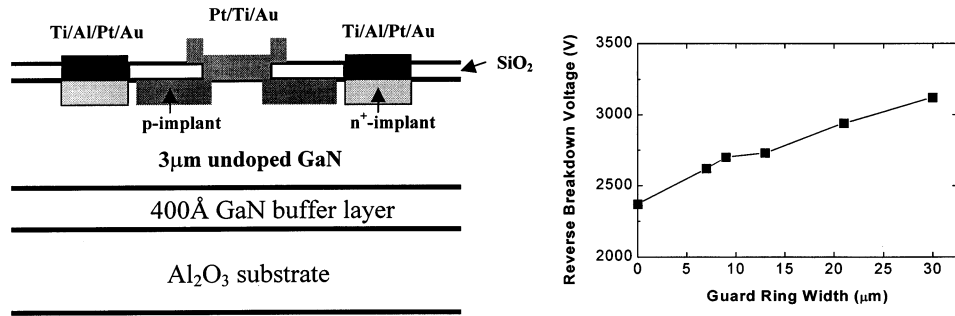 Pt/Ti/Au
Ti/Al/Pt/Au
Ti/Al/Pt/Au
SiO2
p-implant
n+-implant
3μm undoped GaN
400Å GaN buffer layer
Al2O3 substrate
Reverse Breakdown Voltage (V)
3500
3000
2500
2000
0 5 10 15 20 25 30
Guard Ring Width (μm)